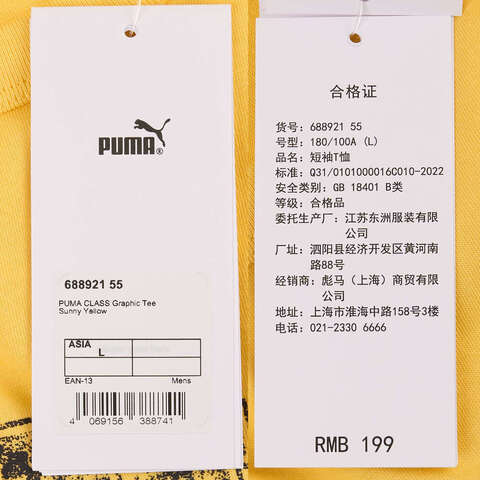 PUMA®
688921 55
PUMA CLASS Graphic Tee
Sunny Yellow
ASIA
L
EAN-13 Mens
4 069156 388741
合格证
货号：688921 55
号型：180/100A (L)
品名：短袖T恤
标准：Q31/0101000016C010-2022
安全类别：GB 18401 B类
等级：合格品
委托生产厂：江苏东洲服装有限公
司
厂址：泗阳县经济开发区黄河南
路88号
经销商：彪马（上海）商贸有限
公司
地址：上海市淮海中路158号3楼
电话：021-2330 6666
RMB 199